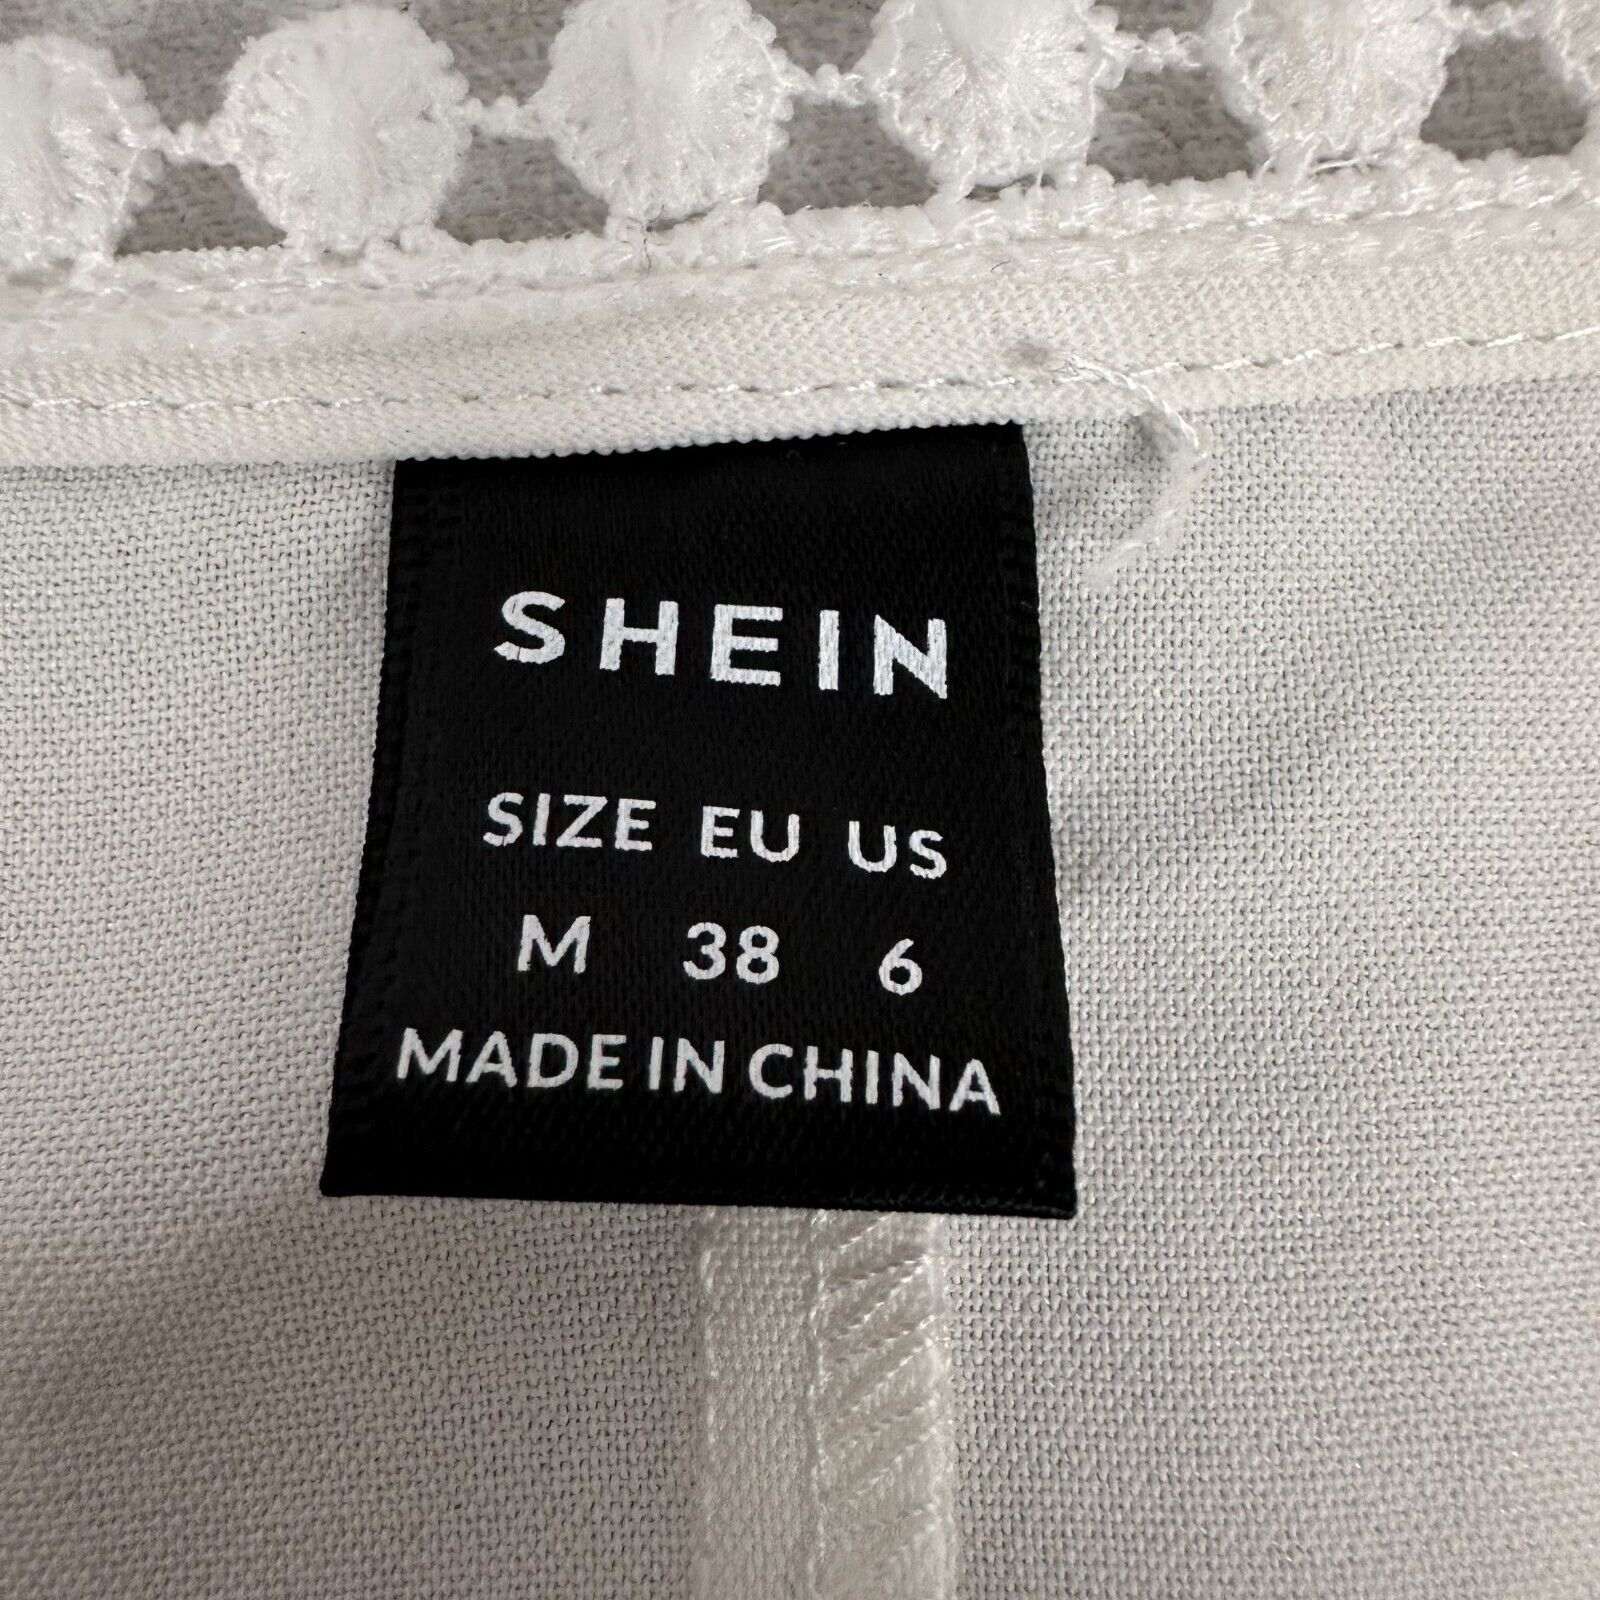 SHEIN
SIZE EU US
M 38 6
MADE IN CHINA